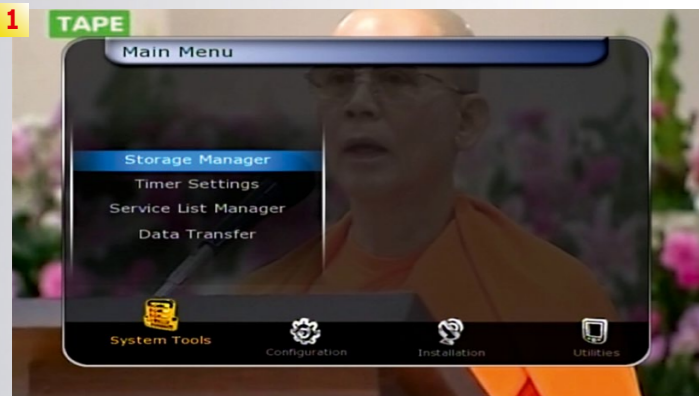 1
TAPE
Main Menu
Storage Manager
Timer Settings
Service List Manager
Data Transfer
System Tools
Configuration
Installation
Utilities